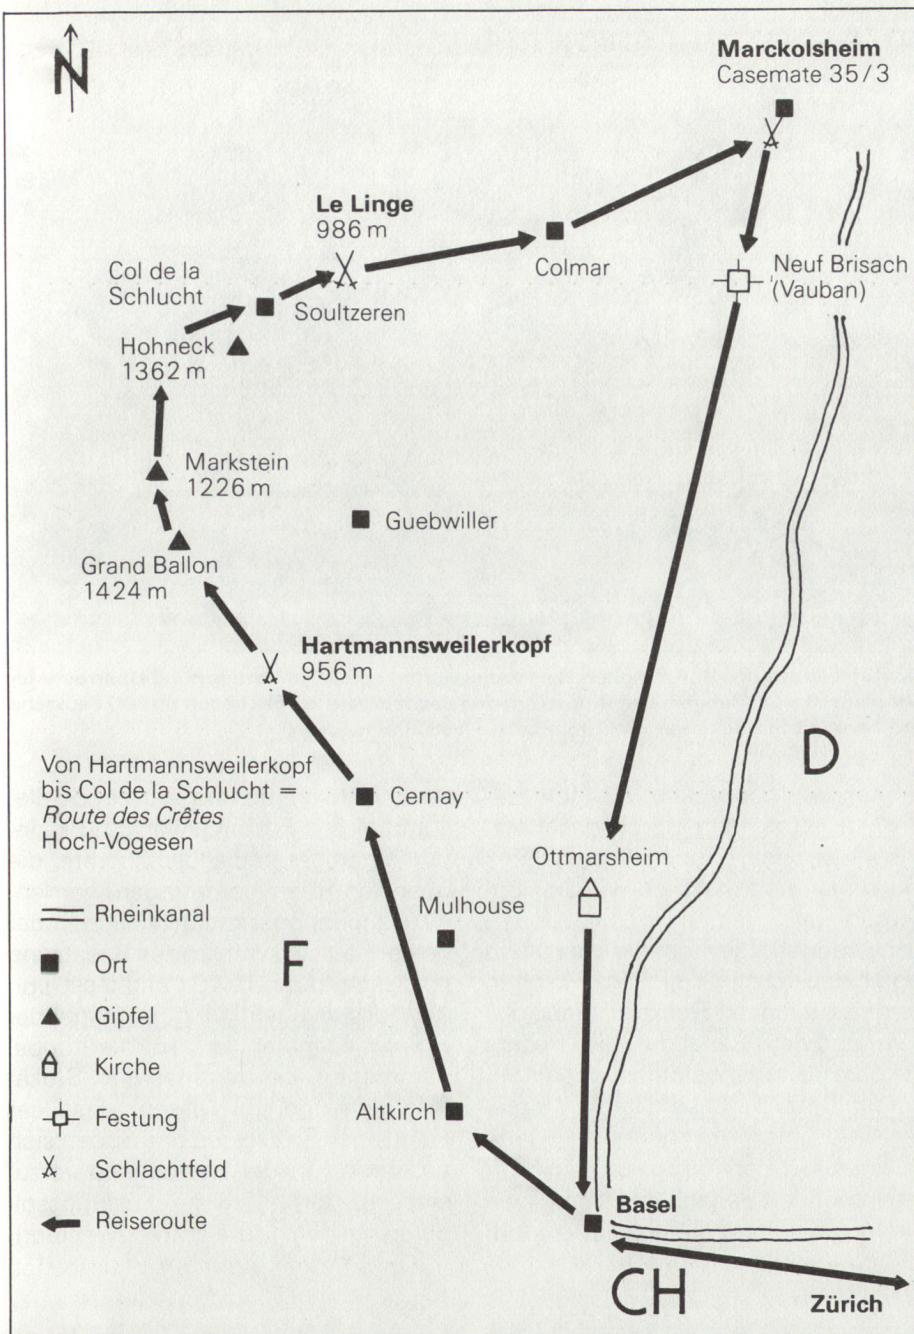 N
Marckolsheim
Casemate 35/3
Le Linge
986 m
Col de la
Schlucht
Soultzeren
Colmar
Neuf Brisach
(Vauban)
Hohneck
1362 m
Markstein
1226 m
Guebwiller
Grand Ballon
1424 m
Hartmannsweilerkopf
956 m
D
Von Hartmannsweilerkopf
bis Col de la Schlucht =
Route des Crêtes
Hoch-Vogesen
Cernay
Ottmarsheim
Mulhouse
F
Rheinkanal
Ort
Gipfel
Kirche
Festung
Schlachtfeld
Reiseroute
Altkirch
Basel
CH
Zürich